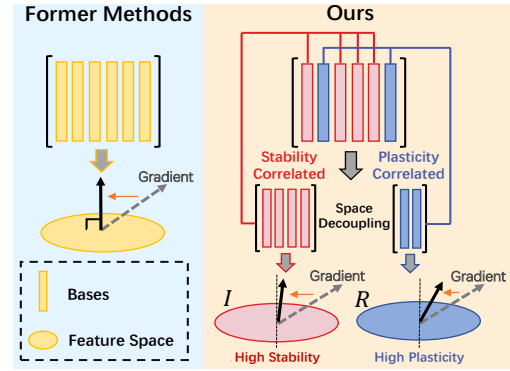 Former Methods
Gradient
Bases
Feature Space
Ours
Stability
Correlated
Plasticity
Correlated
Space
Decoupling
Gradient
I
High Stability
Gradient
R
High Plasticity